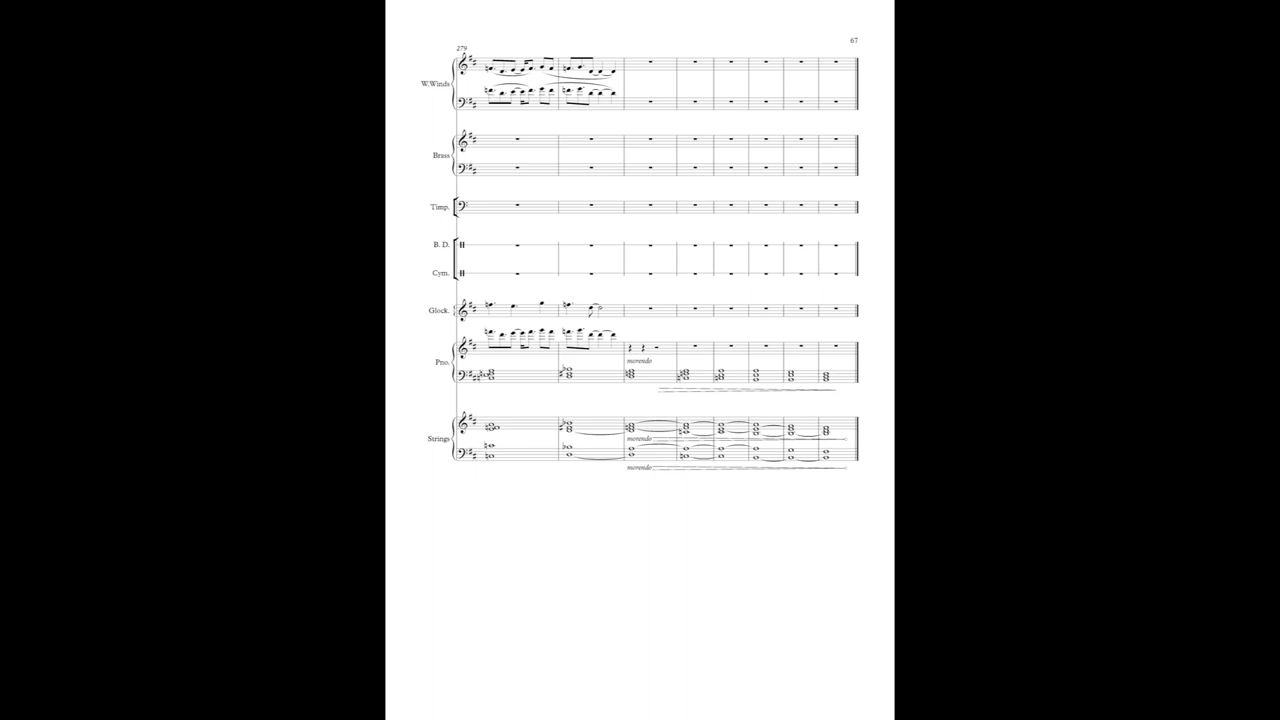 67
279
W.Winds
Brass
Timp.
B. D.
Cym.
Glock.
Pno.
morendo
Strings
morendo
morendo